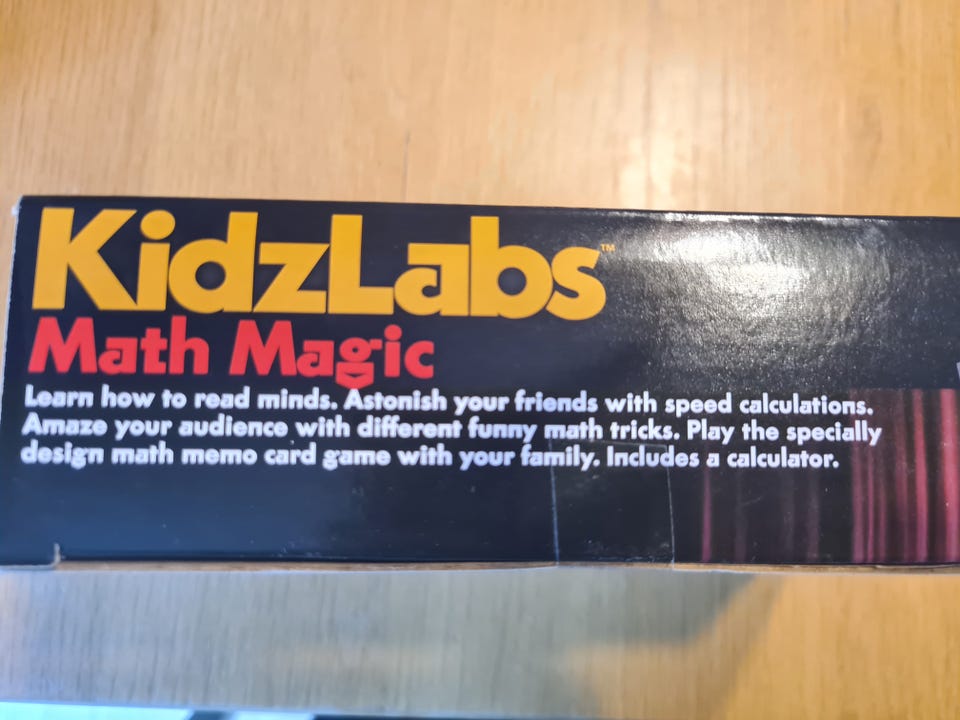 KidzLabs™
Math Magic
Learn how to read minds. Astonish your friends with speed calculations.
Amaze your audience with different funny math tricks. Play the specially
design math memo card game with your family. Includes a calculator.